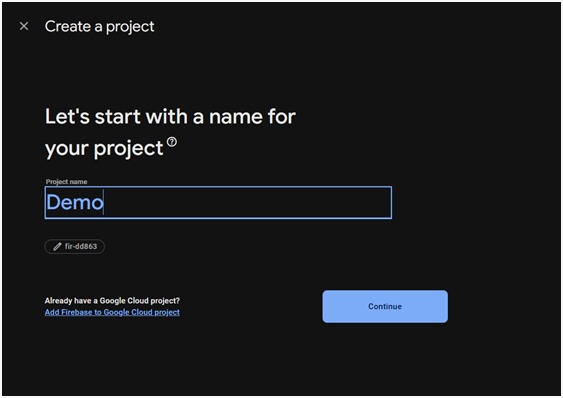 Create a project
Let's start with a name for
your project
Project name
Demo
fir-dd863
Already have a Google Cloud project?
Add Firebase to Google Cloud project
Continue